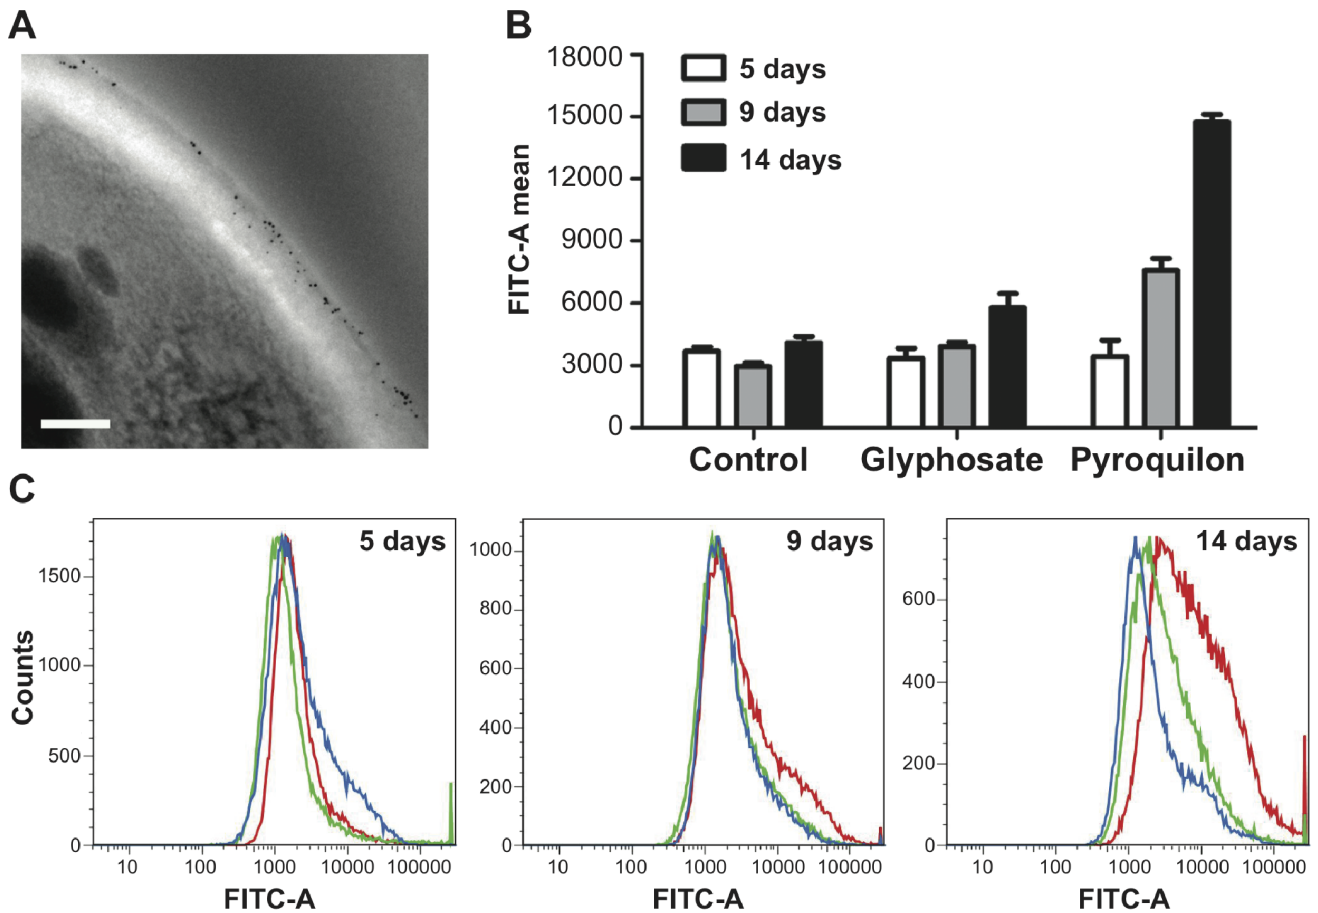 A
B
18000
15000
12000
9000
6000
3000
0
FITC-A mean
5 days
9 days
14 days
Control Glyphosate Pyroquilon
C
5 days
1500
1000
500
0
Counts
10 100 1000 10000 100000
FITC-A
9 days
1000
800
600
400
200
0
10 100 1000 10000 100000
FITC-A
14 days
600
400
200
0
10 100 1000 10000 100000
FITC-A